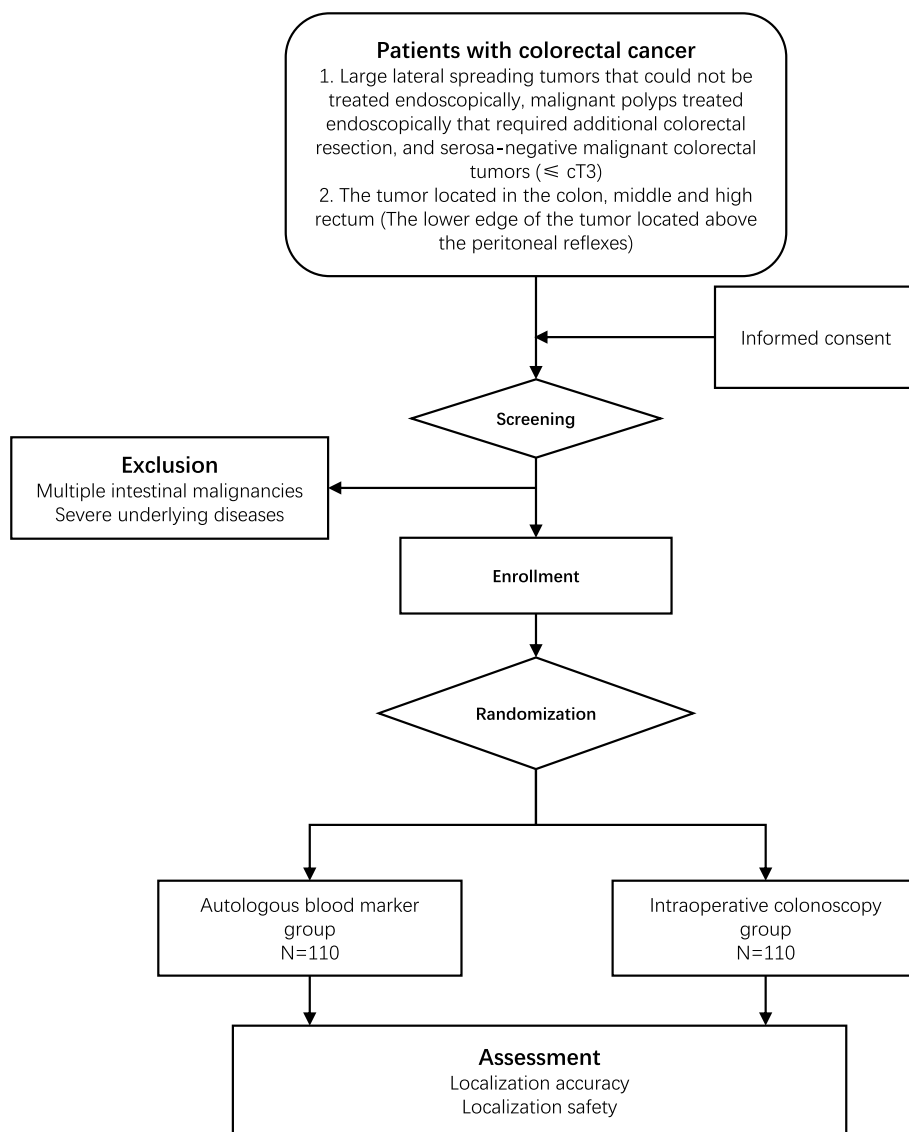 Patients with colorectal cancer
1. Large lateral spreading tumors that could not be
treated endoscopically, malignant polyps treated
endoscopically that required additional colorectal
resection, and serosa-negative malignant colorectal
tumors (≤ cT3)
2. The tumor located in the colon, middle and high
rectum (The lower edge of the tumor located above
the peritoneal reflexes)
Informed consent
Screening
Exclusion
Multiple intestinal malignancies
Severe underlying diseases
Enrollment
Randomization
Autologous blood marker
group
N=110
Intraoperative colonoscopy
group
N=110
Assessment
Localization accuracy
Localization safety